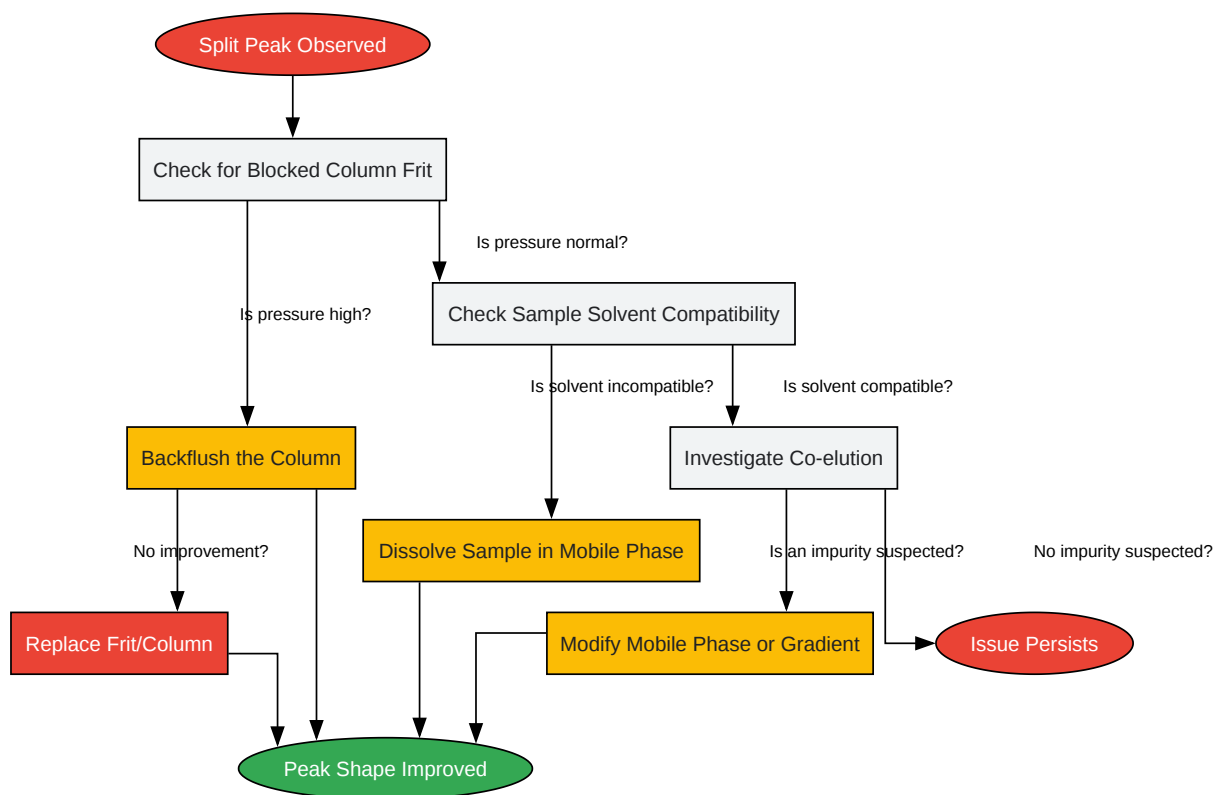 Split Peak Observed
Check for Blocked Column Frit
Is pressure normal?
Is pressure high?
Check Sample Solvent Compatibility
Is solvent incompatible?
Is solvent compatible?
Backflush the Column
Investigate Co-elution
No improvement?
Dissolve Sample in Mobile Phase
Is an impurity suspected?
No impurity suspected?
Replace Frit/Column
Modify Mobile Phase or Gradient
Issue Persists
Peak Shape Improved